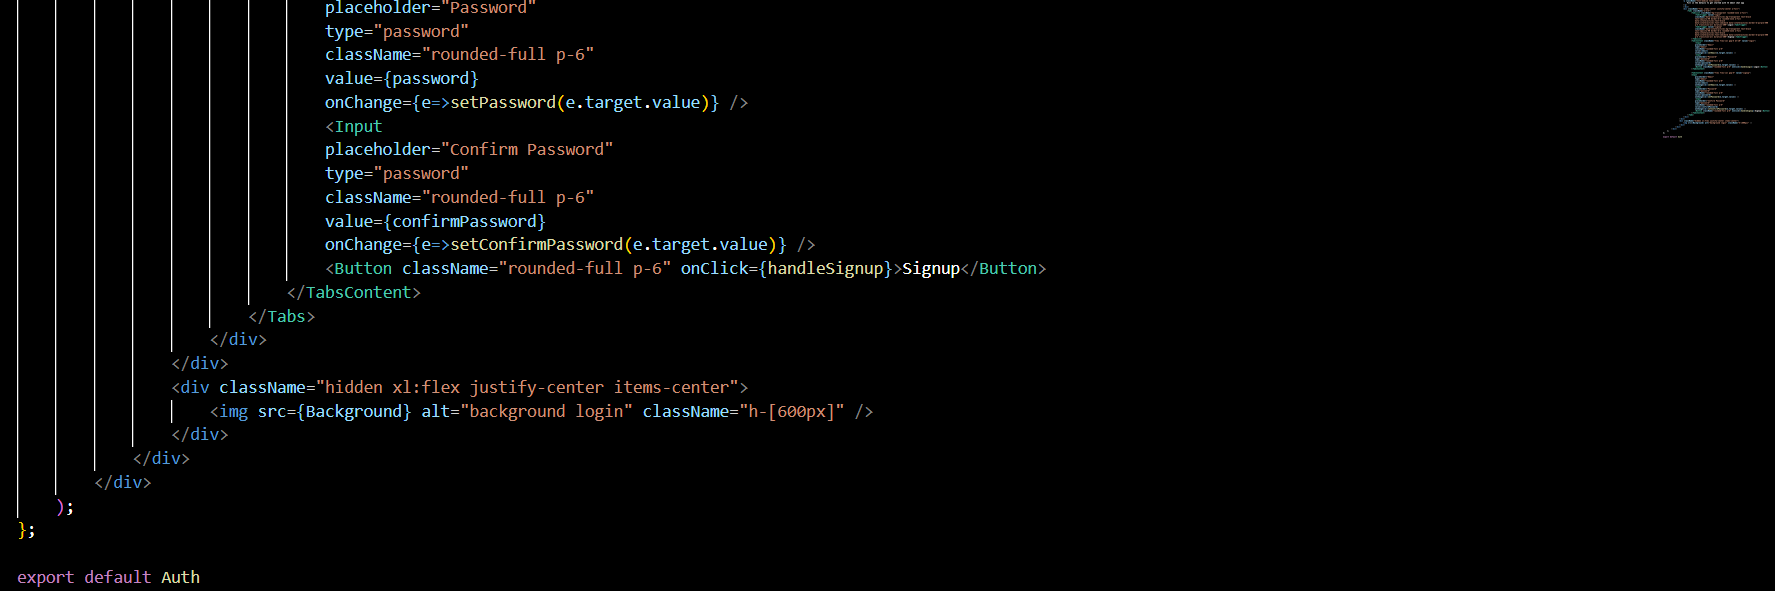 placeholder="Password"
type="password"
className="rounded-full p-6"
value={password}
onChange={e=>setPassword(e.target.value)} />
<Input
placeholder="Confirm Password"
type="password"
className="rounded-full p-6"
value={confirmPassword}
onChange={e=>setConfirmPassword(e.target.value)} />
<Button className="rounded-full p-6" onClick={handleSignup}>Signup</Button>
</TabsContent>
</Tabs>
</div>
</div>
<div className="hidden xl:flex justify-center items-center">
<img src={Background} alt="background login" className="h-[600px]" />
</div>
</div>
</div>
);
};
export default Auth